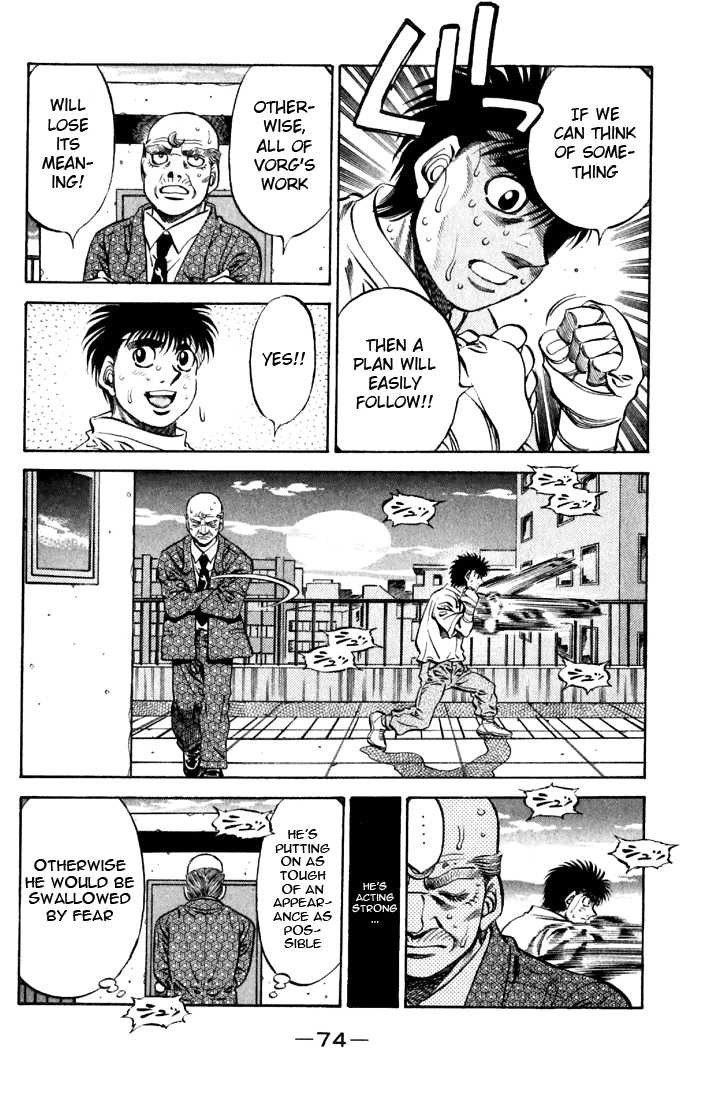 IF WE
CAN THINK
OF SOME-
THING
THEN A
PLAN WILL
EASILY
FOLLOW!!
OTHER-
WISE,
ALL OF
VORG'S
WORK
WILL
LOSE
ITS
MEAN-
ING!
YES!!
...
HE'S
ACTING
STRONG
...
HE'S
PUTTING
ON AS
TOUGH
OF AN
APPEAR-
ANCE AS
POS-
SIBLE
OTHERWISE
HE WOULD BE
SWALLOWED
BY FEAR
—74—